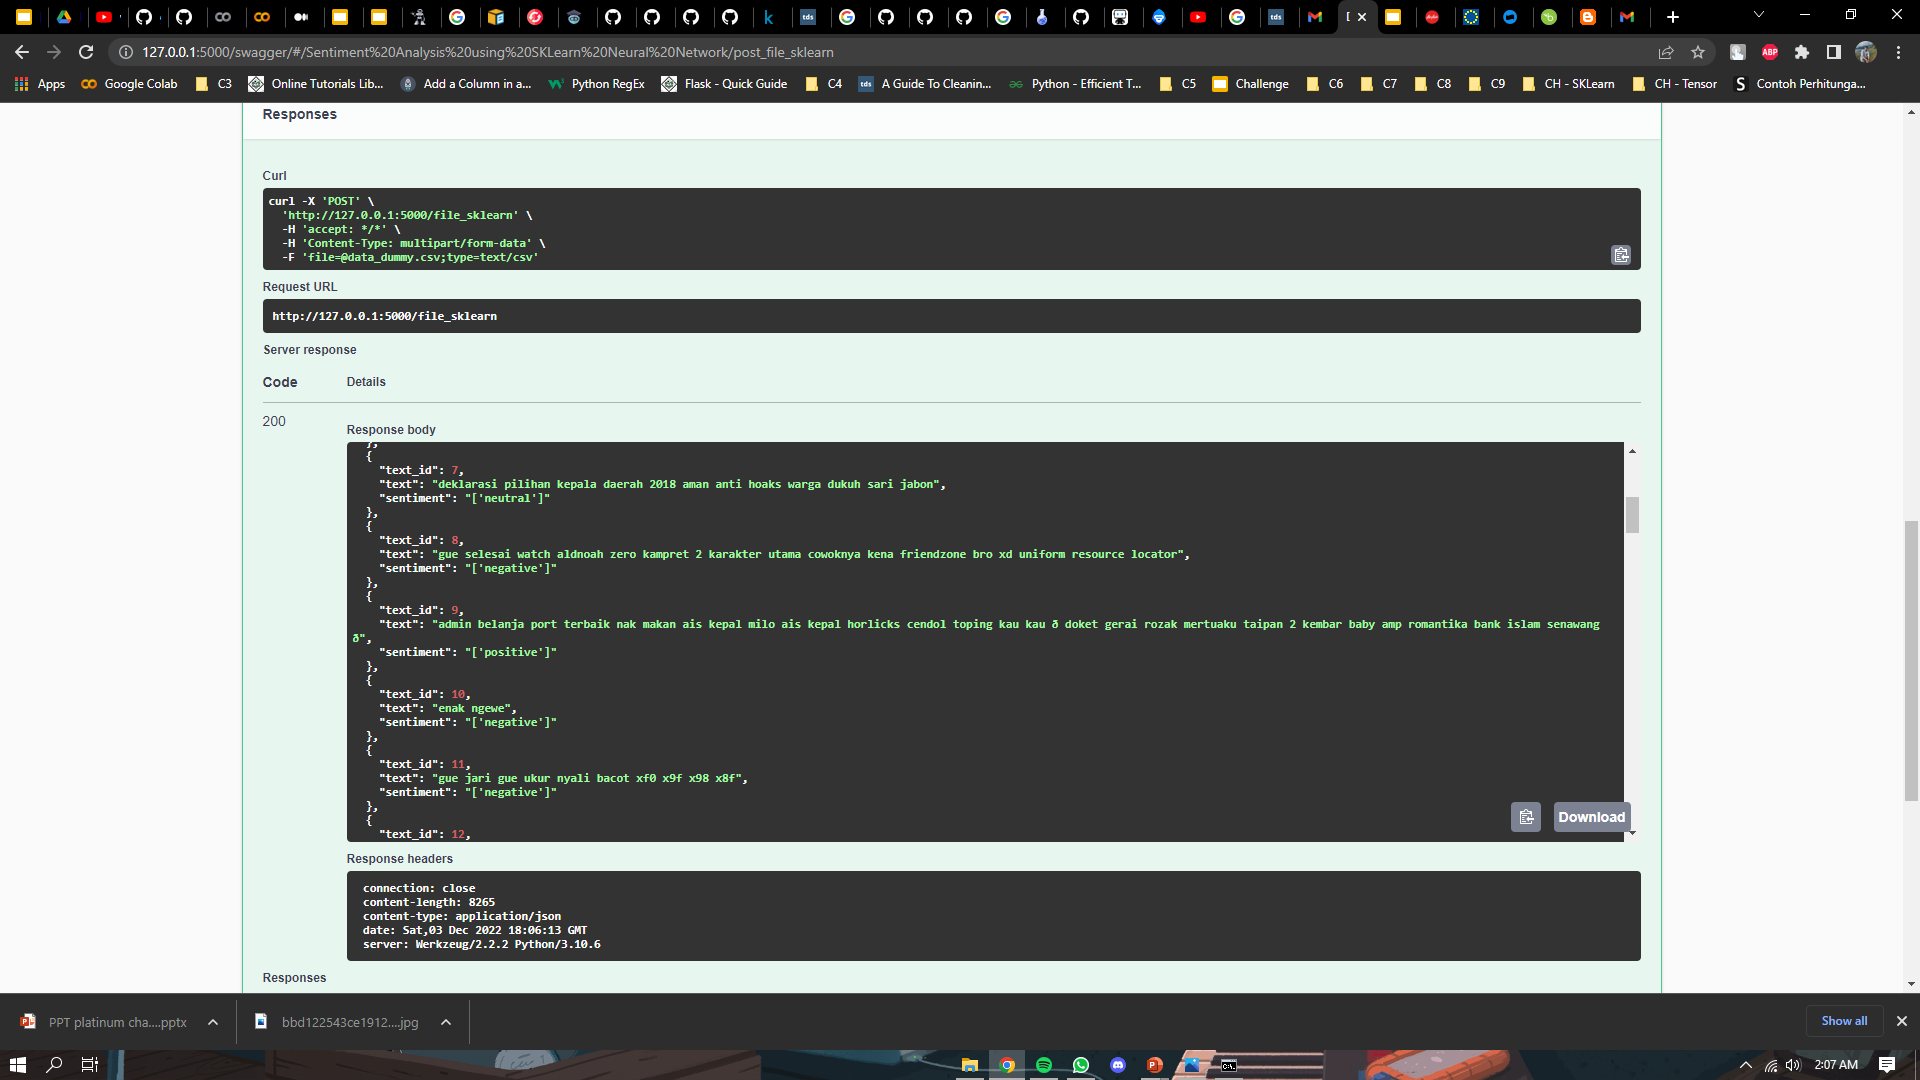 127.0.0.1:5000/swagger/#/Sentiment%20Analysis%20using%20SKLearn%20Neural%20Network/post_file_sklearn
Apps Google Colab C3 Online Tutorials Lib... Add a Column in a... Python RegEx Flask - Quick Guide C4 A Guide To Cleanin... Python - Efficient T... C5 Challenge C6 C7 C8 C9 CH - SKLearn CH - Tensor Contoh Perhitunga...
Responses
Curl
curl -X 'POST' \
'http://127.0.0.1:5000/file_sklearn' \
-H 'accept: */*' \
-H 'Content-Type: multipart/form-data' \
-F 'file=@data_dummy.csv;type=text/csv'
Request URL
http://127.0.0.1:5000/file_sklearn
Server response
Code Details
200
Response body
},
{
"text_id": 7,
"text": "deklarasi pilihan kepala daerah 2018 aman anti hoaks warga dukuh sari jabon",
"sentiment": "['neutral']"
},
{
"text_id": 8,
"text": "gue selesai watch aldnoah zero kampret 2 karakter utama cowoknya kena friendzone bro xd uniform resource locator",
"sentiment": "['negative']"
},
{
"text_id": 9,
"text": "admin belanja port terbaik nak makan ais kepal milo ais kepal horlicks cendol toping kau kau ð doket gerai rozak mertuaku taipan 2 kembar baby amp romantika bank islam senawang
ð",
"sentiment": "['positive']"
},
{
"text_id": 10,
"text": "enak ngewe",
"sentiment": "['negative']"
},
{
"text_id": 11,
"text": "gue jari gue ukur nyali bacot xf0 x9f x98 x8f",
"sentiment": "['negative']"
},
{
"text_id": 12,
Download
Response headers
connection: close
content-length: 8265
content-type: application/json
date: Sat,03 Dec 2022 18:06:13 GMT
server: Werkzeug/2.2.2 Python/3.10.6
Responses
PPT platinum cha....pptx bbd122543ce1912....jpg Show all
2:07 AM